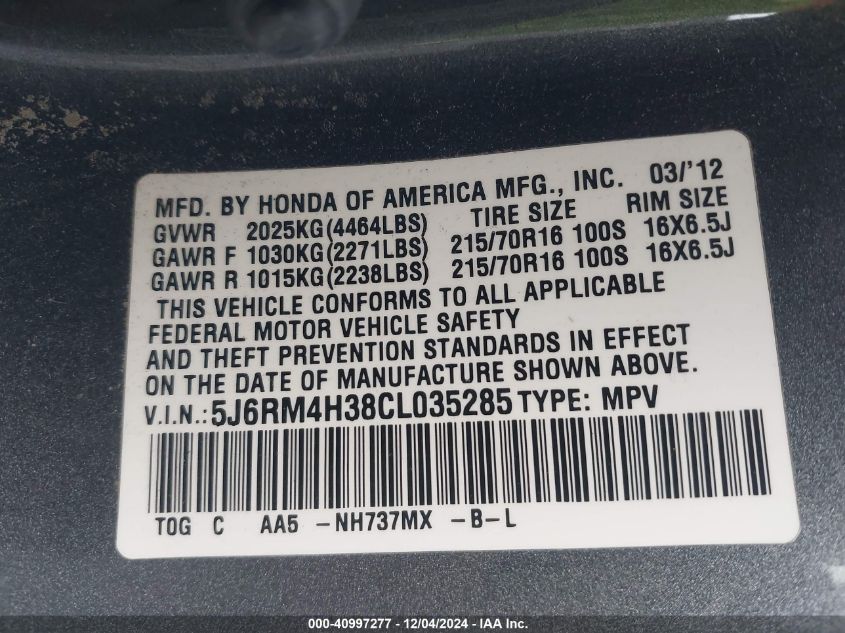 MFD. BY HONDA OF AMERICA MFG., INC. 03/'12
GVWR 2025KG(4464LBS) TIRE SIZE RIM SIZE
GAWR F 1030KG(2271LBS) 215/70R16 100S 16X6.5J
GAWR R 1015KG(2238LBS) 215/70R16 100S 16X6.5J
THIS VEHICLE CONFORMS TO ALL APPLICABLE
FEDERAL MOTOR VEHICLE SAFETY
AND THEFT PREVENTION STANDARDS IN EFFECT
ON THE DATE OF MANUFACTURE SHOWN ABOVE.
V.I.N.: 5J6RM4H38CL035285 TYPE: MPV
TOG C AA5 -NH737MX -B-L
000-40997277 - 12/04/2024 - IAA Inc.